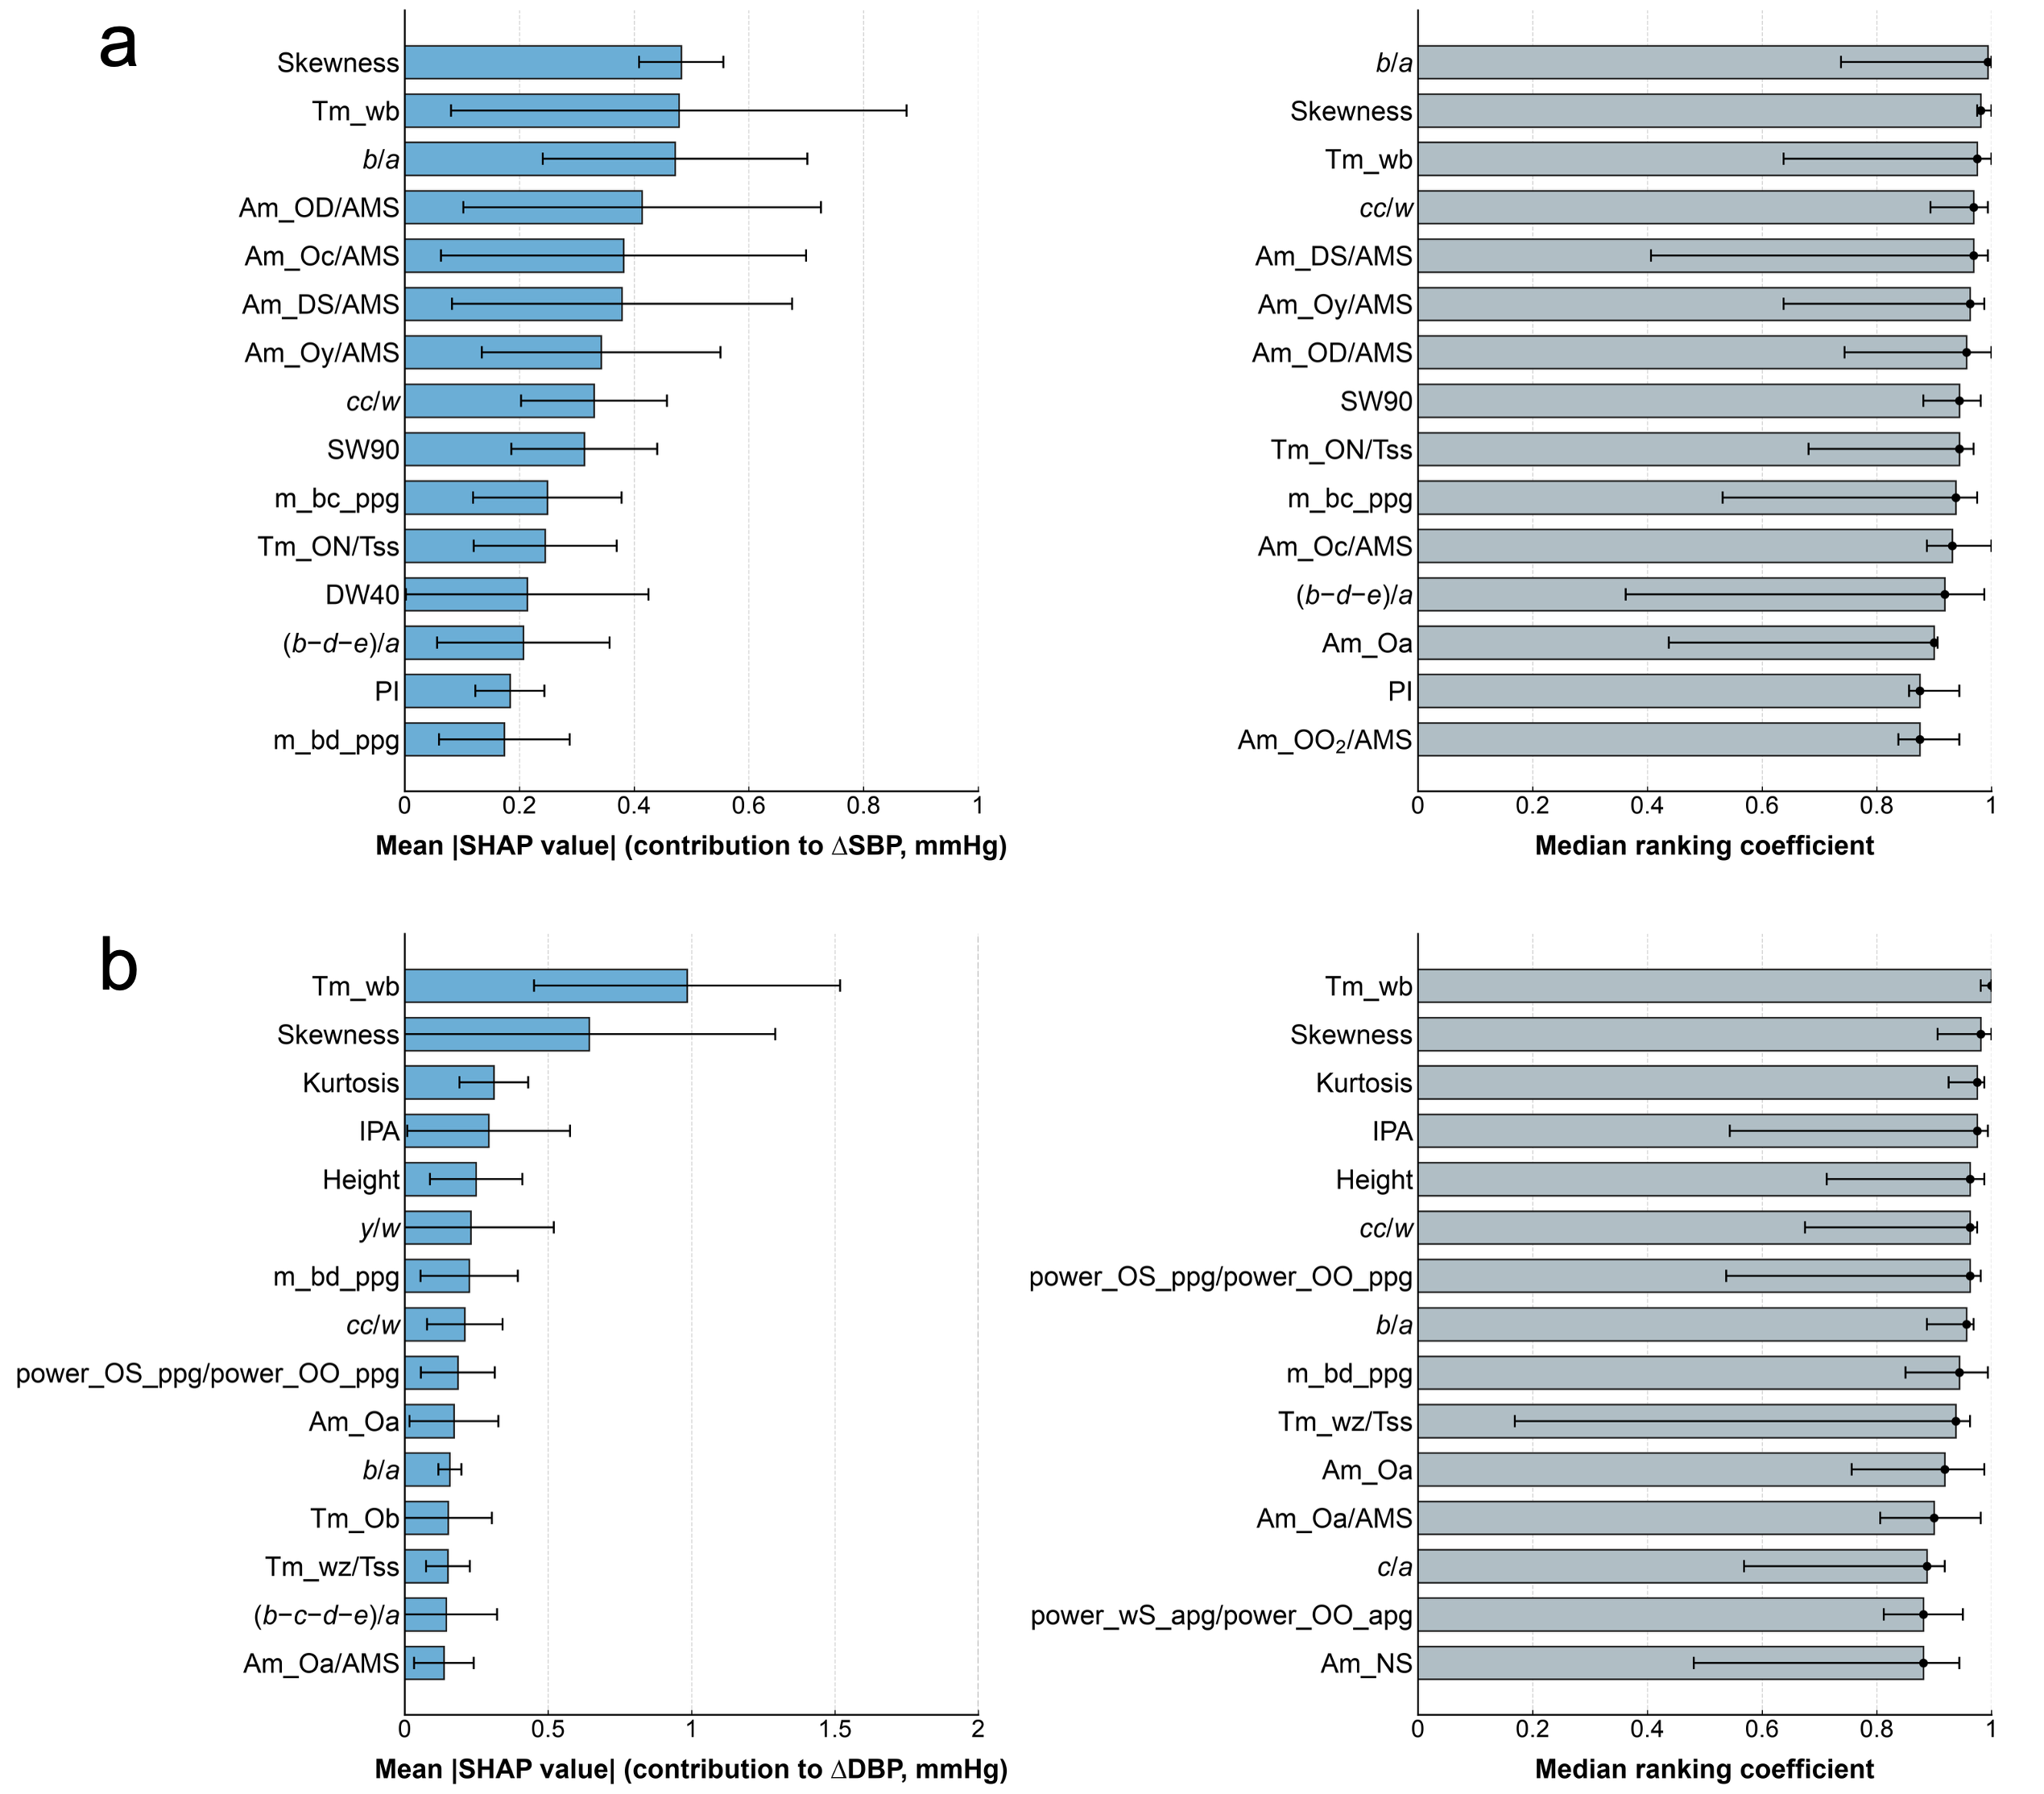 a
Skewness
Tm_wb
b/a
Am_OD/AMS
Am_Oc/AMS
Am_DS/AMS
Am_Oy/AMS
cc/w
SW90
m_bc_ppg
Tm_ON/Tss
DW40
(b−d−e)/a
PI
m_bd_ppg
0 0.2 0.4 0.6 0.8 1
Mean |SHAP value| (contribution to ΔSBP, mmHg)
b/a
Skewness
Tm_wb
cc/w
Am_DS/AMS
Am_Oy/AMS
Am_OD/AMS
SW90
Tm_ON/Tss
m_bc_ppg
Am_Oc/AMS
(b−d−e)/a
Am_Oa
PI
Am_OO₂/AMS
0 0.2 0.4 0.6 0.8 1
Median ranking coefficient
b
Tm_wb
Skewness
Kurtosis
IPA
Height
y/w
m_bd_ppg
cc/w
power_OS_ppg/power_OO_ppg
Am_Oa
b/a
Tm_Ob
Tm_wz/Tss
(b−c−d−e)/a
Am_Oa/AMS
0 0.5 1 1.5 2
Mean |SHAP value| (contribution to ΔDBP, mmHg)
Tm_wb
Skewness
Kurtosis
IPA
Height
cc/w
power_OS_ppg/power_OO_ppg
b/a
m_bd_ppg
Tm_wz/Tss
Am_Oa
Am_Oa/AMS
c/a
power_wS_apg/power_OO_apg
Am_NS
0 0.2 0.4 0.6 0.8 1
Median ranking coefficient